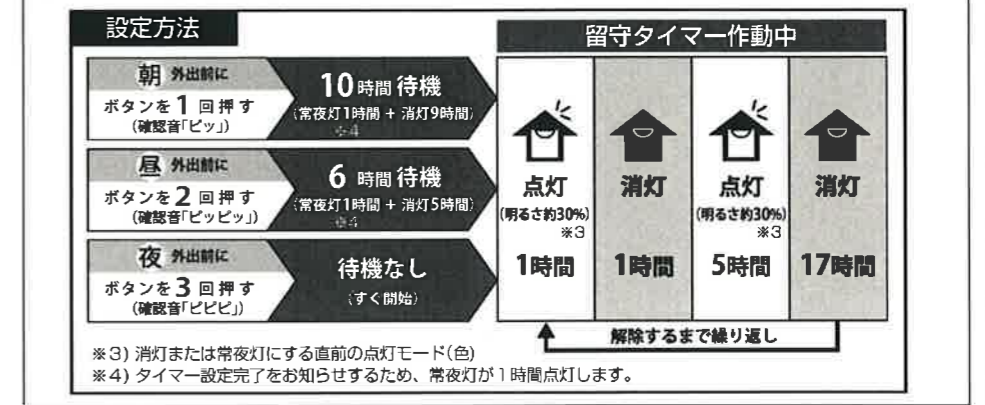 設定方法
留守タイマー作動中
朝 外出前に
ボタンを1回押す
(確認音「ピッ」)
10時間待機
(常夜灯1時間 + 消灯9時間)
※4
昼 外出前に
ボタンを2回押す
(確認音「ピッピッ」)
6時間待機
(常夜灯1時間 + 消灯5時間)
※4
夜 外出前に
ボタンを3回押す
(確認音「ピピピ」)
待機なし
(すぐ開始)
点灯
(明るさ約30%)
※3
1時間
消灯
1時間
点灯
(明るさ約30%)
※3
5時間
消灯
17時間
解除するまで繰り返し
※3) 消灯または常夜灯にする直前の点灯モード(色)
※4) タイマー設定完了をお知らせするため、常夜灯が1時間点灯します。